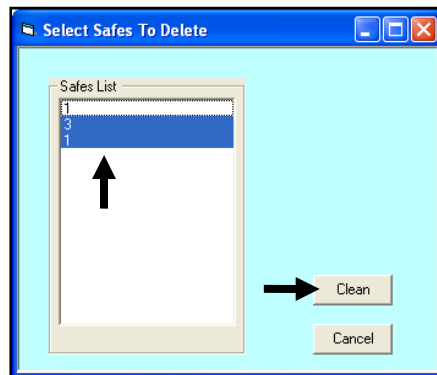 Select Safes To Delete
Safes List
1
3
1
Clean
Cancel